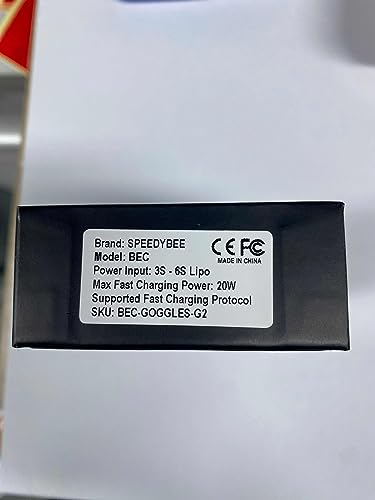 Brand: SPEEDYBEE
Model: BEC
CE FC
MADE IN CHINA
Power Input: 3S - 6S Lipo
Max Fast Charging Power: 20W
Supported Fast Charging Protocol
SKU: BEC-GOGGLES-G2